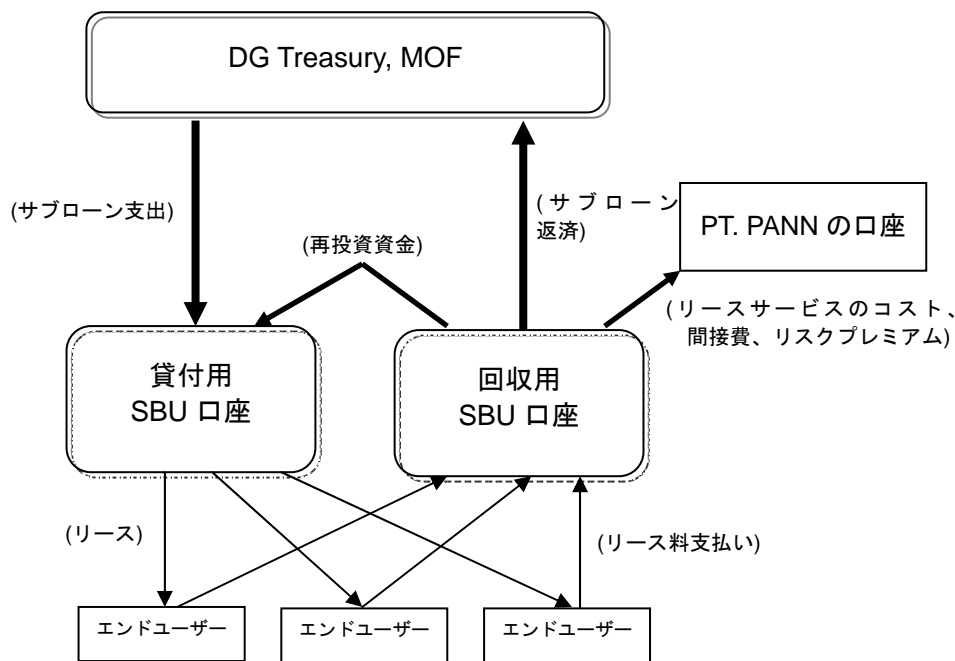 DG Treasury, MOF
(サブローン支出)
(サブローン
返済)
(再投資資金)
PT. PANN の口座
(リースサービスのコスト、
間接費、リスクプレミアム)
貸付用
SBU 口座
回収用
SBU 口座
(リース)
(リース料支払い)
エンドユーザー
エンドユーザー
エンドユーザー